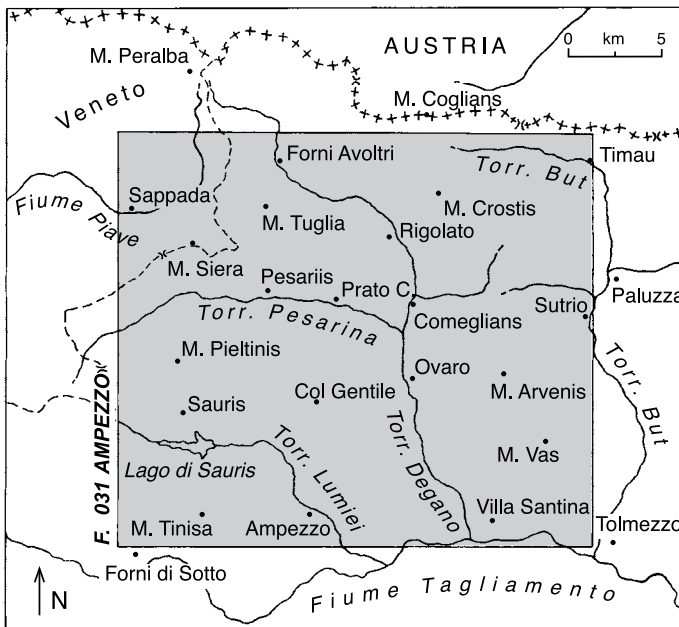 AUSTRIA
0 km 5
M. Peralba
Veneto
M. Coglians
Forni Avoltri
Timau
Torr. But
Sappada
Fiume Piave
M. Tuglia
M. Crostis
Rigolato
M. Siera
Pesariis
Prato C.
Paluzza
Torr. Pesarina
Comeglians
Sutrio
M. Pieltinis
Ovaro
Torr. But
Col Gentile
M. Arvenis
Sauris
F. 031 AMPEZZO
Torr. Lumiei
Torr. Degano
M. Vas
Lago di Sauris
M. Tinisa
Ampezzo
Villa Santina
Tolmezzo
Forni di Sotto
Fiume Tagliamento
N